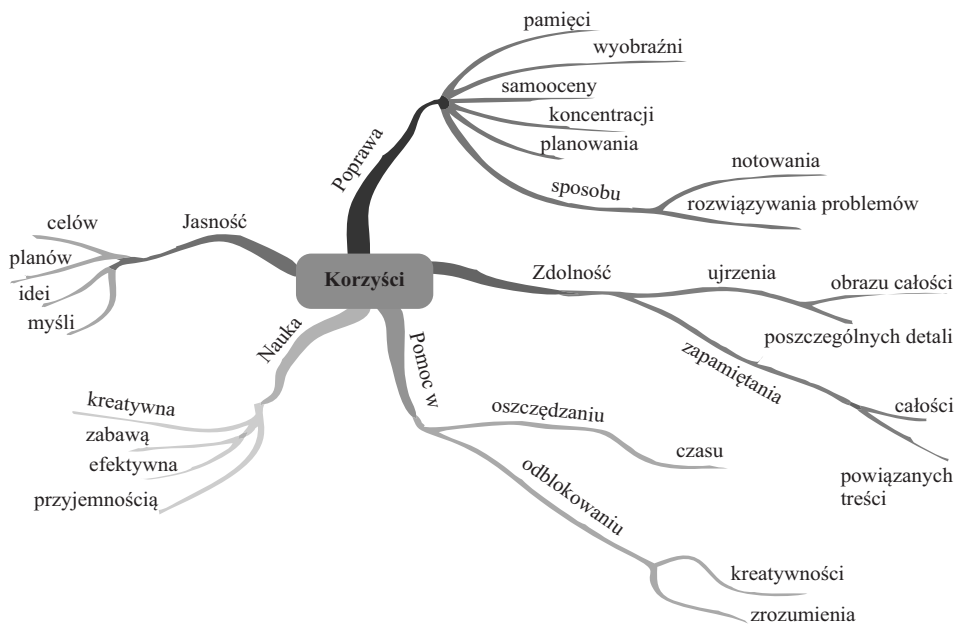 pamięci
wyobraźni
samooceny
koncentracji
planowania
Poprawa
sposobu
notowania
rozwiązywania problemów
celów
Jasność
planów
idei
myśli
Korzyści
Zdolność
ujrzenia
obrazu całości
poszczególnych detali
zapamiętania
całości
powiązanych
treści
Nauka
kreatywna
zabawą
efektywna
przyjemnością
Pomoc w
oszczędzaniu
czasu
odblokowaniu
kreatywności
zrozumienia